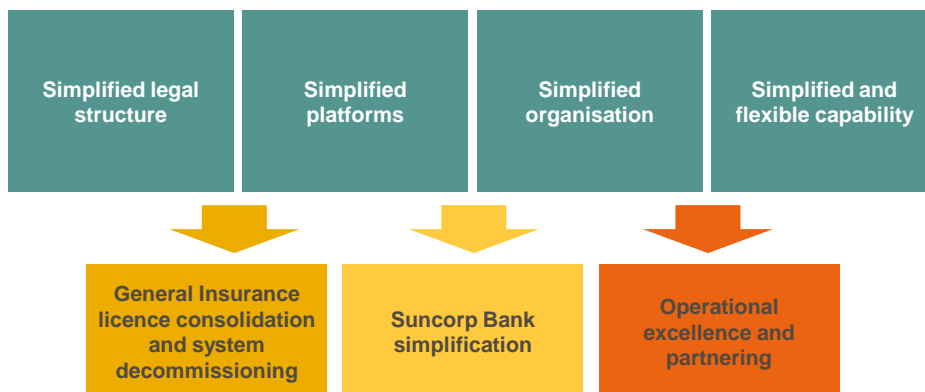 Simplified legal
structure
Simplified
platforms
Simplified
organisation
Simplified and
flexible capability
General Insurance
licence consolidation
and system
decommissioning
Suncorp Bank
simplification
Operational
excellence and
partnering